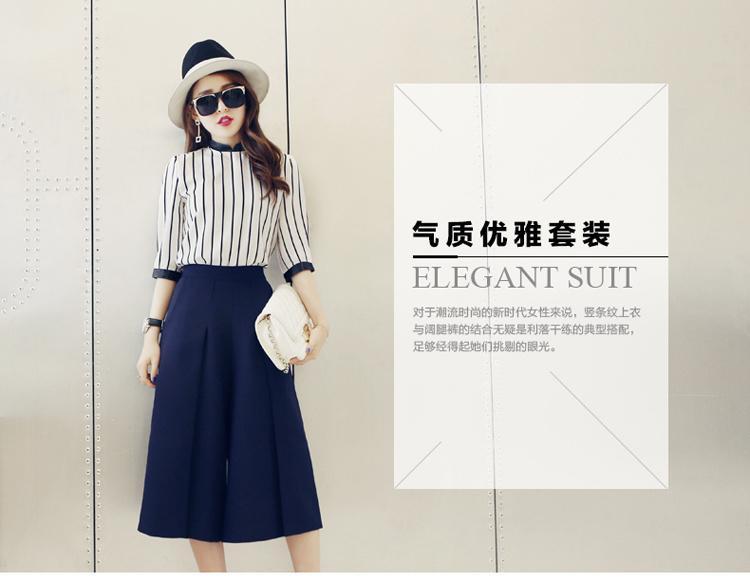 气质优雅套装
ELEGANT SUIT
对于潮流时尚的新时代女性来说，竖条纹上衣
与阔腿裤的结合无疑是利落干练的典型搭配，
足够经得起她们挑剔的眼光。